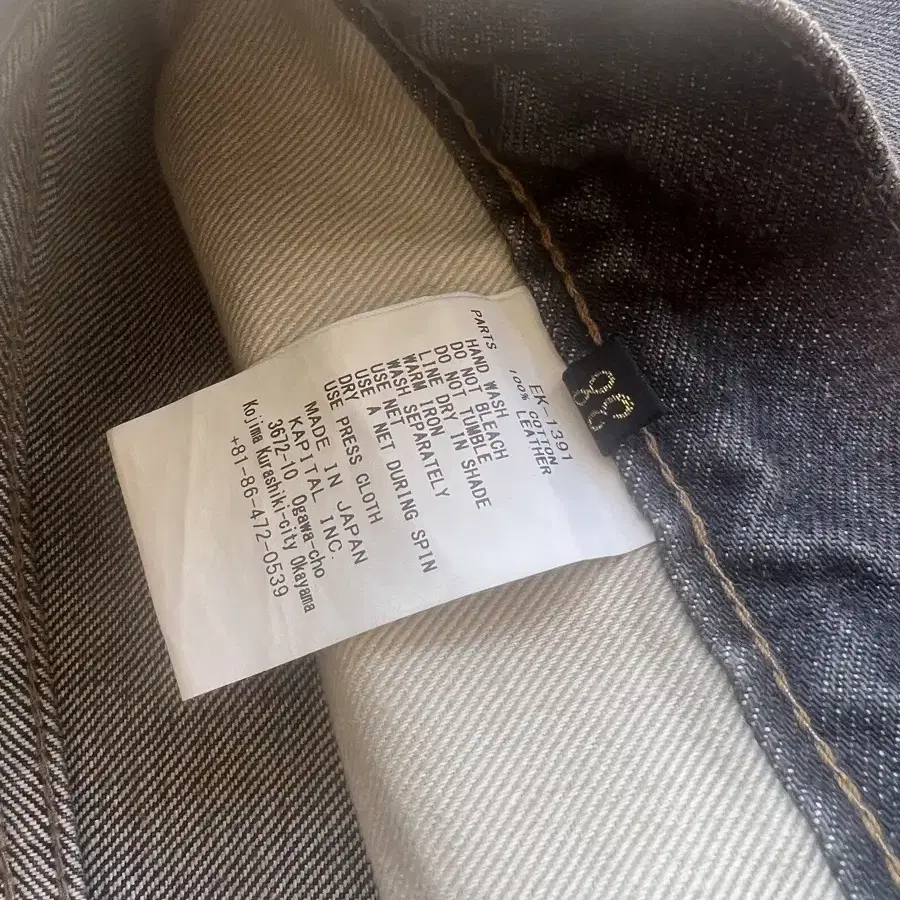 EK-1391
100% COTTON
PARTS LEATHER
HAND WASH
DO NOT BLEACH
DO NOT TUMBLE
LINE DRY IN SHADE
WARM IRON
WASH SEPARATELY
USE NET
USE A NET DURING SPIN
DRY
USE PRESS CLOTH
MADE IN JAPAN
KAPITAL INC.
3672-10 Ogawa-cho
Kojima Kurashiki-city Okayama
+81-86-472-0539